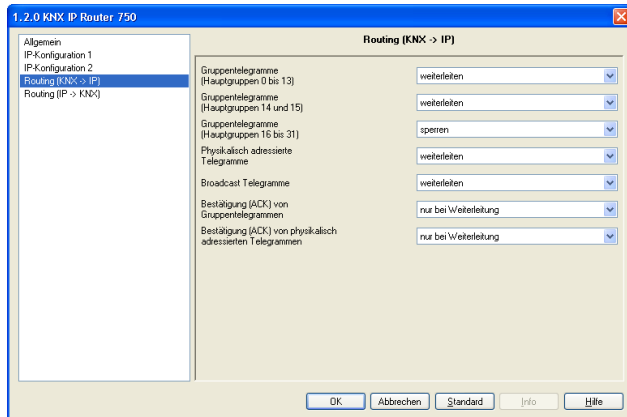 1.2.0 KNX IP Router 750
Allgemein
IP-Konfiguration 1
IP-Konfiguration 2
Routing (KNX -> IP)
Routing (IP -> KNX)
Routing (KNX -> IP)
Gruppentelegramme
(Hauptgruppen 0 bis 13)
weiterleiten
Gruppentelegramme
(Hauptgruppen 14 und 15)
weiterleiten
Gruppentelegramme
(Hauptgruppen 16 bis 31)
sperren
Physikalisch adressierte
Telegramme
weiterleiten
Broadcast Telegramme
weiterleiten
Bestätigung (ACK) von
Gruppentelegrammen
nur bei Weiterleitung
Bestätigung (ACK) von physikalisch
adressierten Telegrammen
nur bei Weiterleitung
OK Abbrechen Standard Info Hilfe